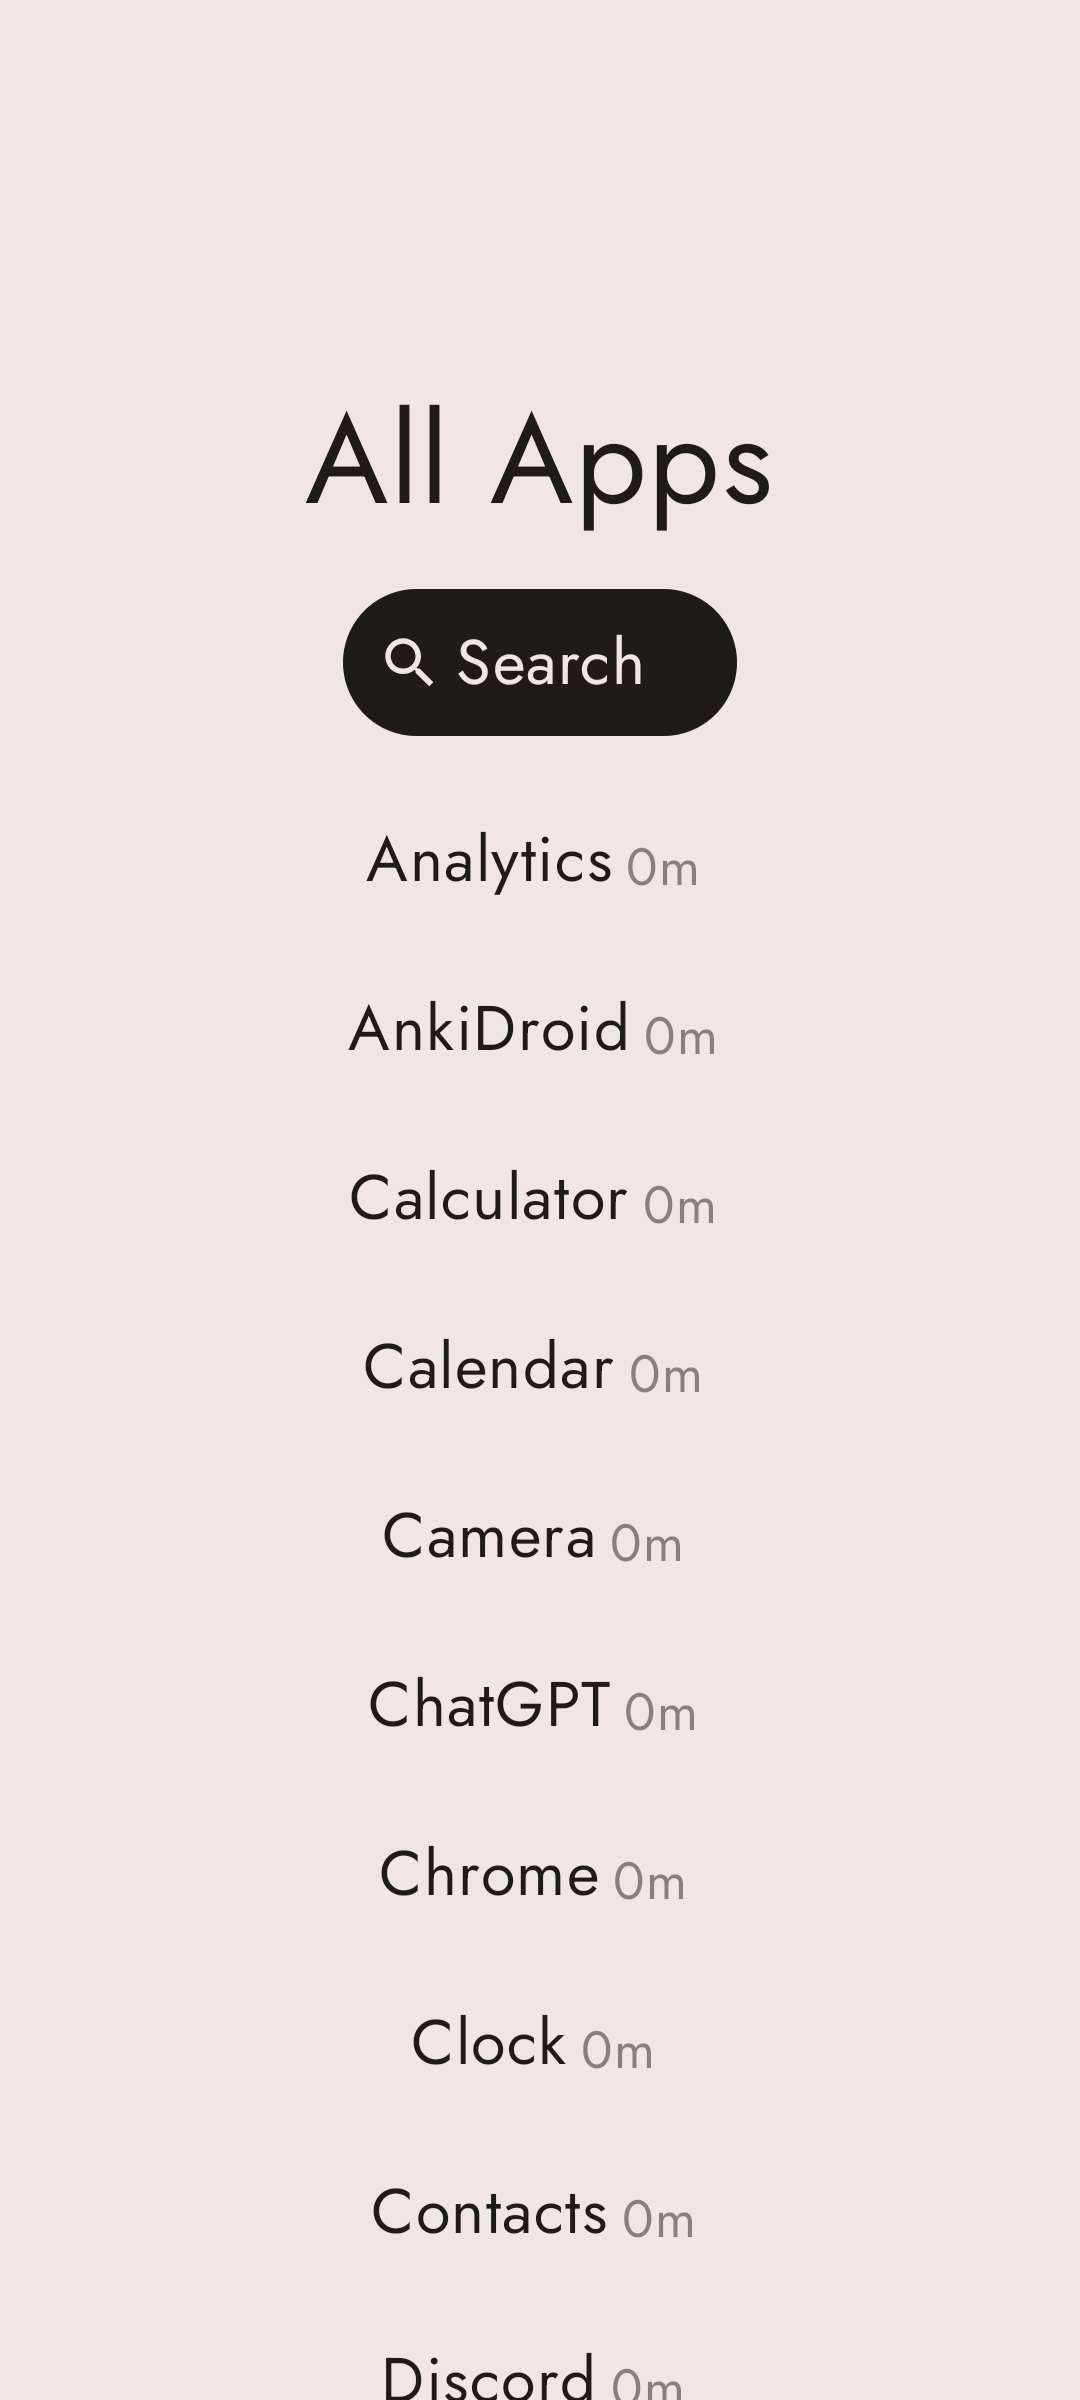 All Apps
Search
Analytics 0m
AnkiDroid 0m
Calculator 0m
Calendar 0m
Camera 0m
ChatGPT 0m
Chrome 0m
Clock 0m
Contacts 0m
Discord 0m